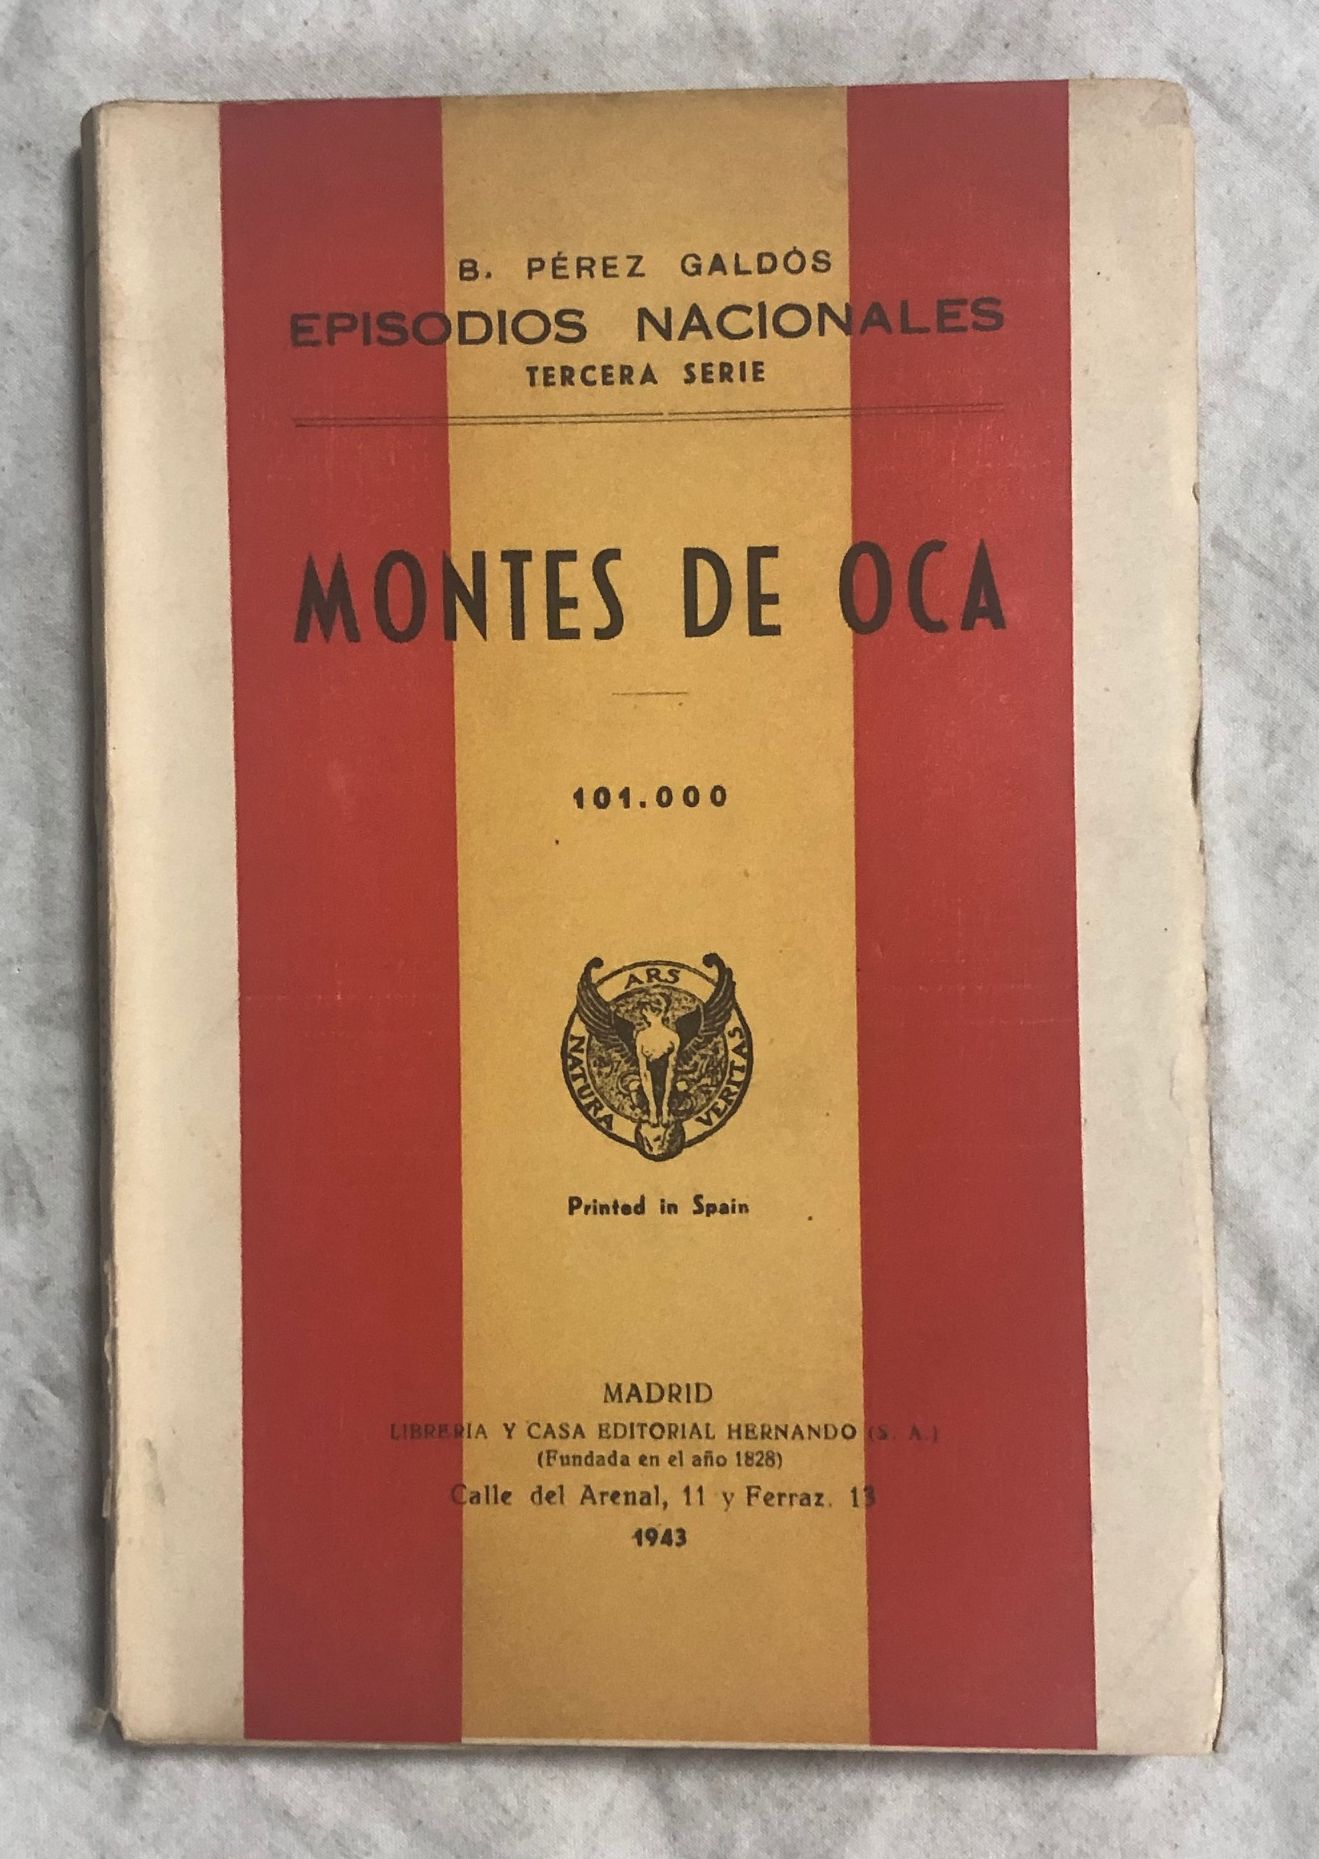 B. PÉREZ GALDÓS
EPISODIOS NACIONALES
TERCERA SERIE
MONTES DE OCA
101.000
ARS
NATURA
VERITAS
Printed in Spain
MADRID
LIBRERIA Y CASA EDITORIAL HERNANDO (S. A.)
(Fundada en el año 1828)
Calle del Arenal, 11 y Ferraz. 13
1943